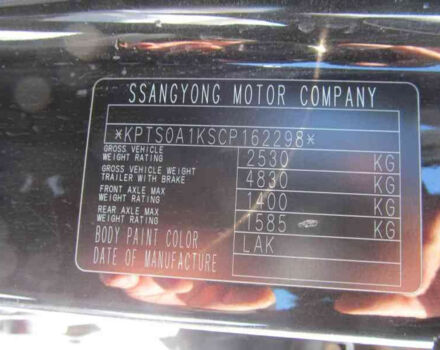 SSANGYONG MOTOR COMPANY
*KPTS0A1KSCP162298*
GROSS VEHICLE WEIGHT RATING 2530 KG
GROSS VEHICLE WEIGHT TRAILER WITH BRAKE 4830 KG
FRONT AXLE MAX WEIGHT RATING 1400 KG
REAR AXLE MAX WEIGHT RATING 1585 KG
BODY PAINT COLOR LAK
DATE OF MANUFACTURE